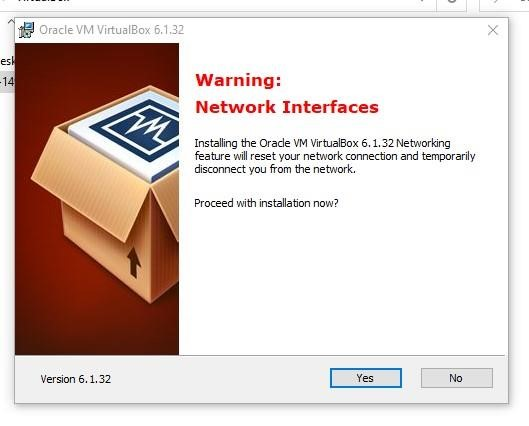 Oracle VM VirtualBox 6.1.32
Warning:
Network Interfaces
Installing the Oracle VM VirtualBox 6.1.32 Networking
feature will reset your network connection and temporarily
disconnect you from the network.
Proceed with installation now?
Version 6.1.32
Yes
No